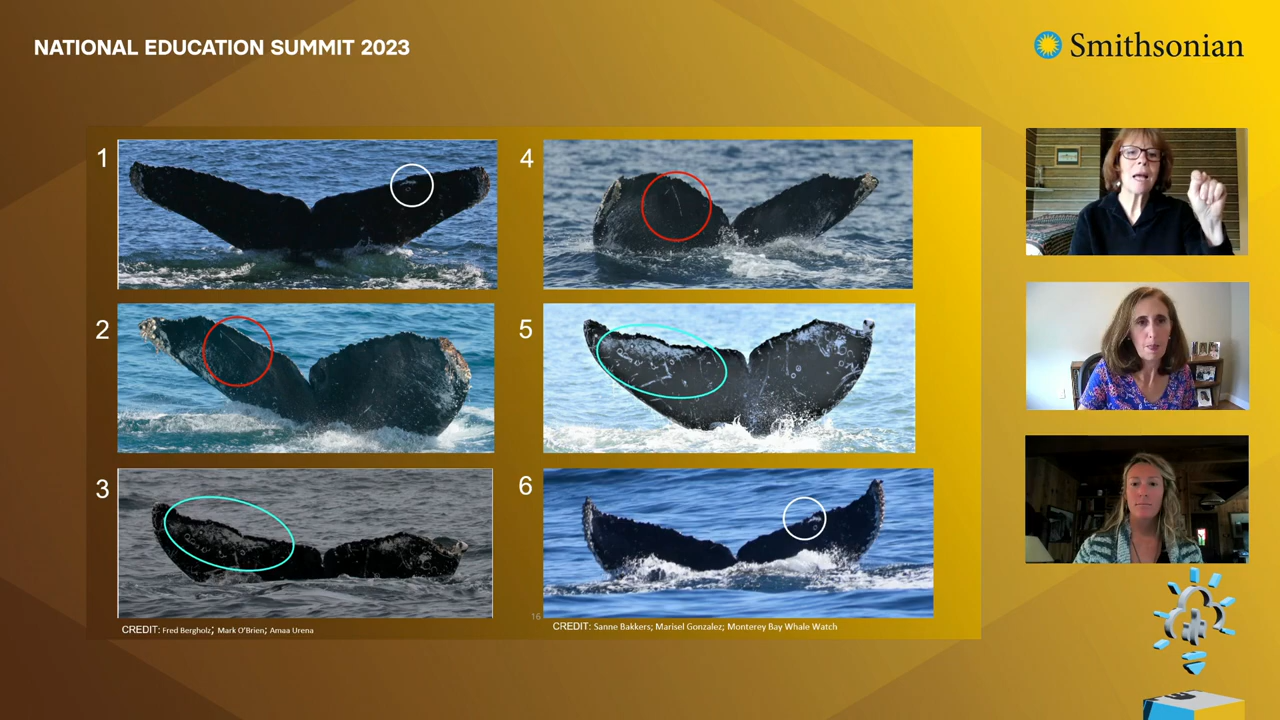 NATIONAL EDUCATION SUMMIT 2023
Smithsonian
1
2
3
CREDIT: Fred Bergholz; Mark O'Brien; Amaa Urena
4
5
6
16
CREDIT: Sanne Bakkers; Marisel Gonzalez; Monterey Bay Whale Watch